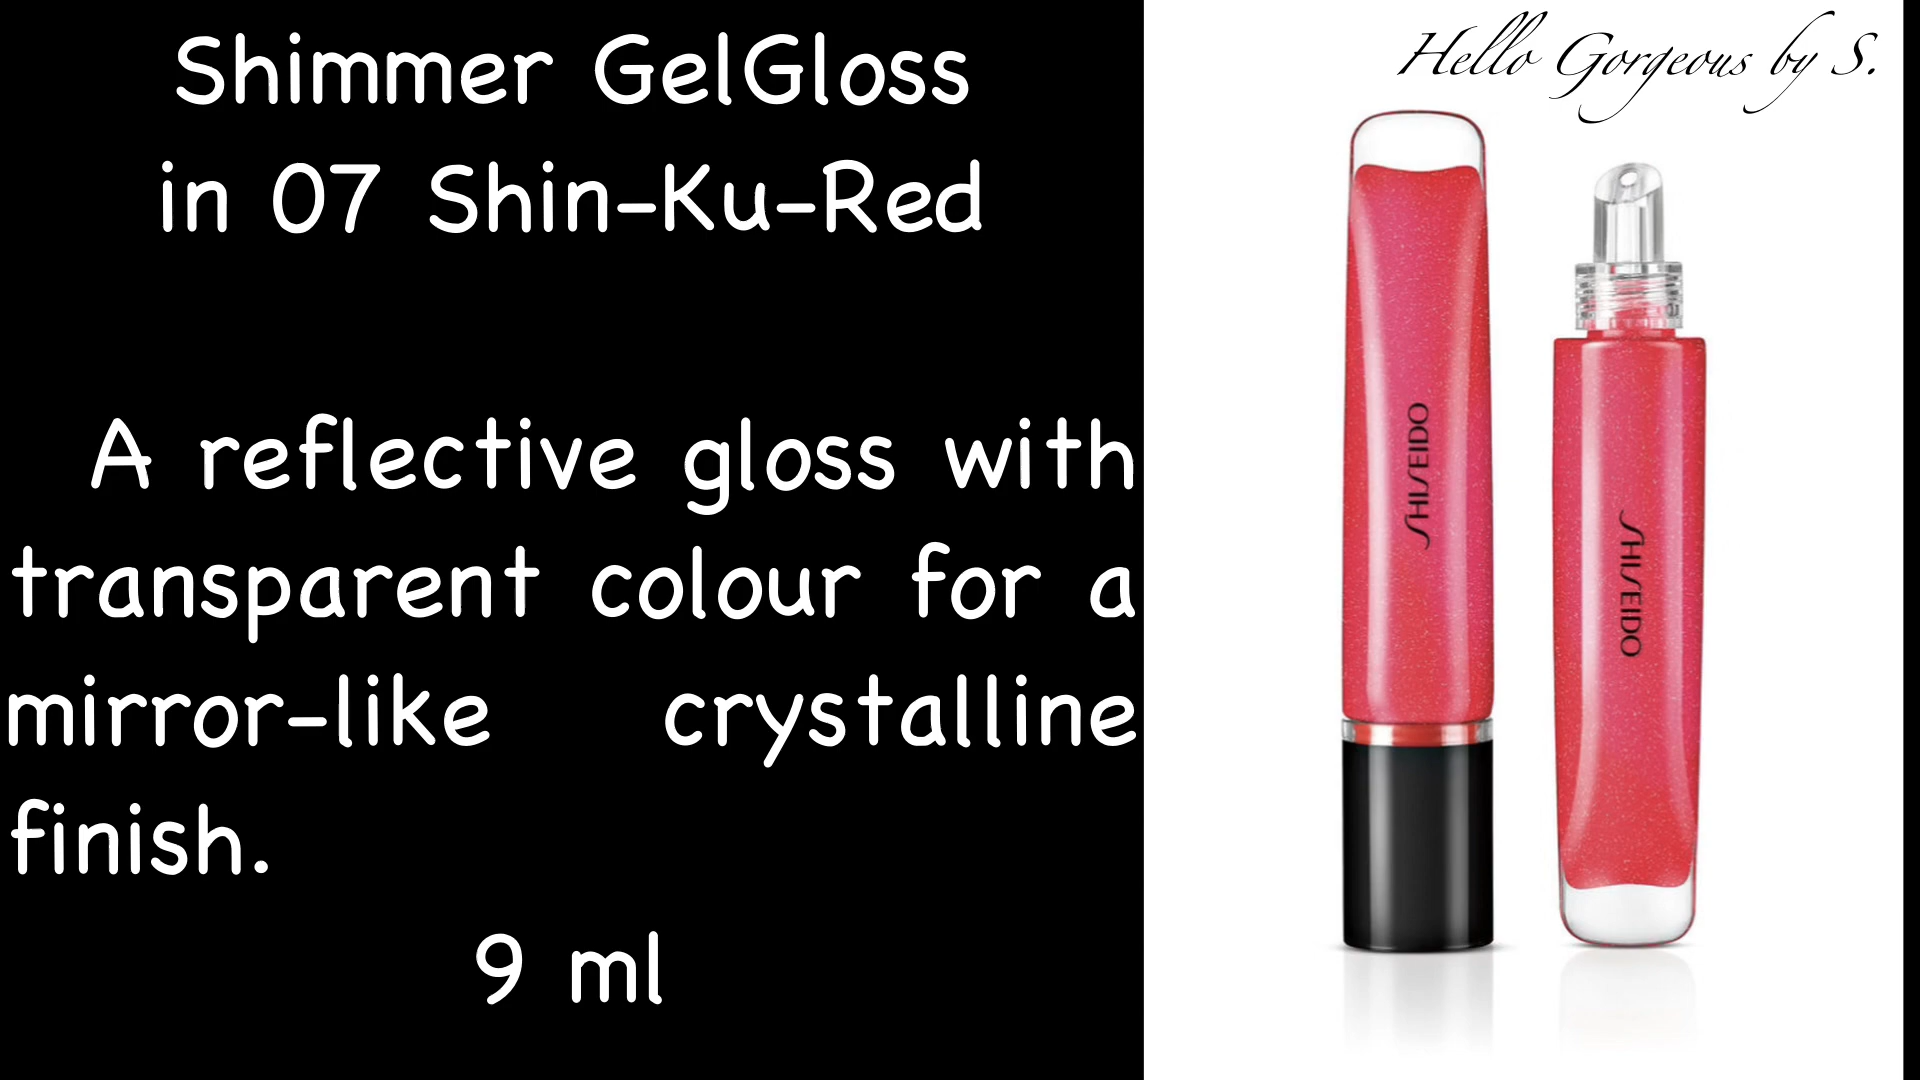 Shimmer GelGloss
in 07 Shin-Ku-Red
A reflective gloss with
transparent colour for a
mirror-like crystalline
finish.
9 ml
Hello Gorgeous by S.
SHISEIDO
SHISEIDO